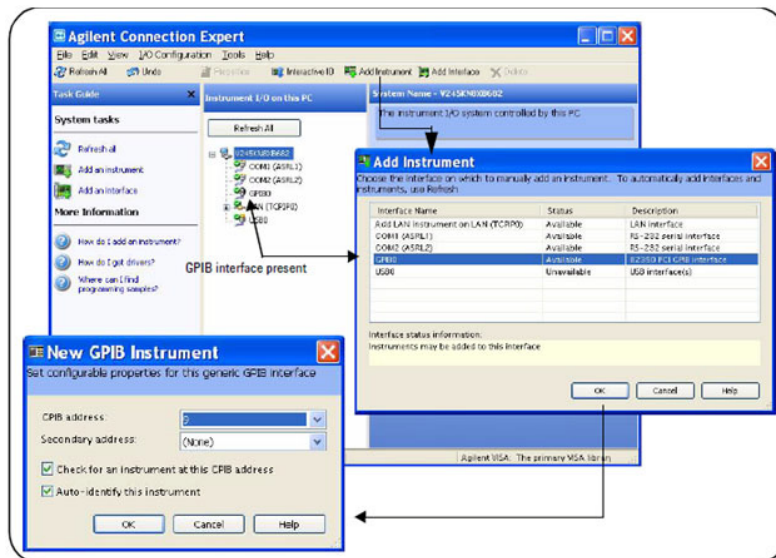 Agilent Connection Expert
File Edit View I/O Configuration Tools Help
Refresh All Undo Properties Interactive IO Add Instrument Add Interface Delete
Task Guide
Instrument I/O on this PC
System Name - V245KN0XB682
The instrument I/O system controlled by this PC
System tasks
Refresh all
Add an instrument
Add an interface
More Information
How do I add an instrument?
How do I get drivers?
Where can I find
programming samples?
Refresh All
V245KN0XB682
COM1 (ASRL1)
COM2 (ASRL2)
GPIB0
LAN (TCPIP0)
USB0
GPIB interface present
Add Instrument
Choose the interface on which to manually add an instrument. To automatically add interfaces and
instruments, use Refresh
Interface Name Status Description
Add LAN instrument on LAN (TCPIP0) Available LAN interface
COM1 (ASRL1) Available RS-232 serial interface
COM2 (ASRL2) Available RS-232 serial interface
GPIB0 Available 82350 PCI GPIB interface
USB0 Unavailable USB interface(s)
Interface status information:
Instruments may be added to this interface
OK Cancel Help
New GPIB Instrument
Set configurable properties for this generic GPIB interface
GPIB address:
Secondary address: (None)
Check for an instrument at this GPIB address
Auto-identify this instrument
OK Cancel Help
Agilent VISA: The primary VISA library